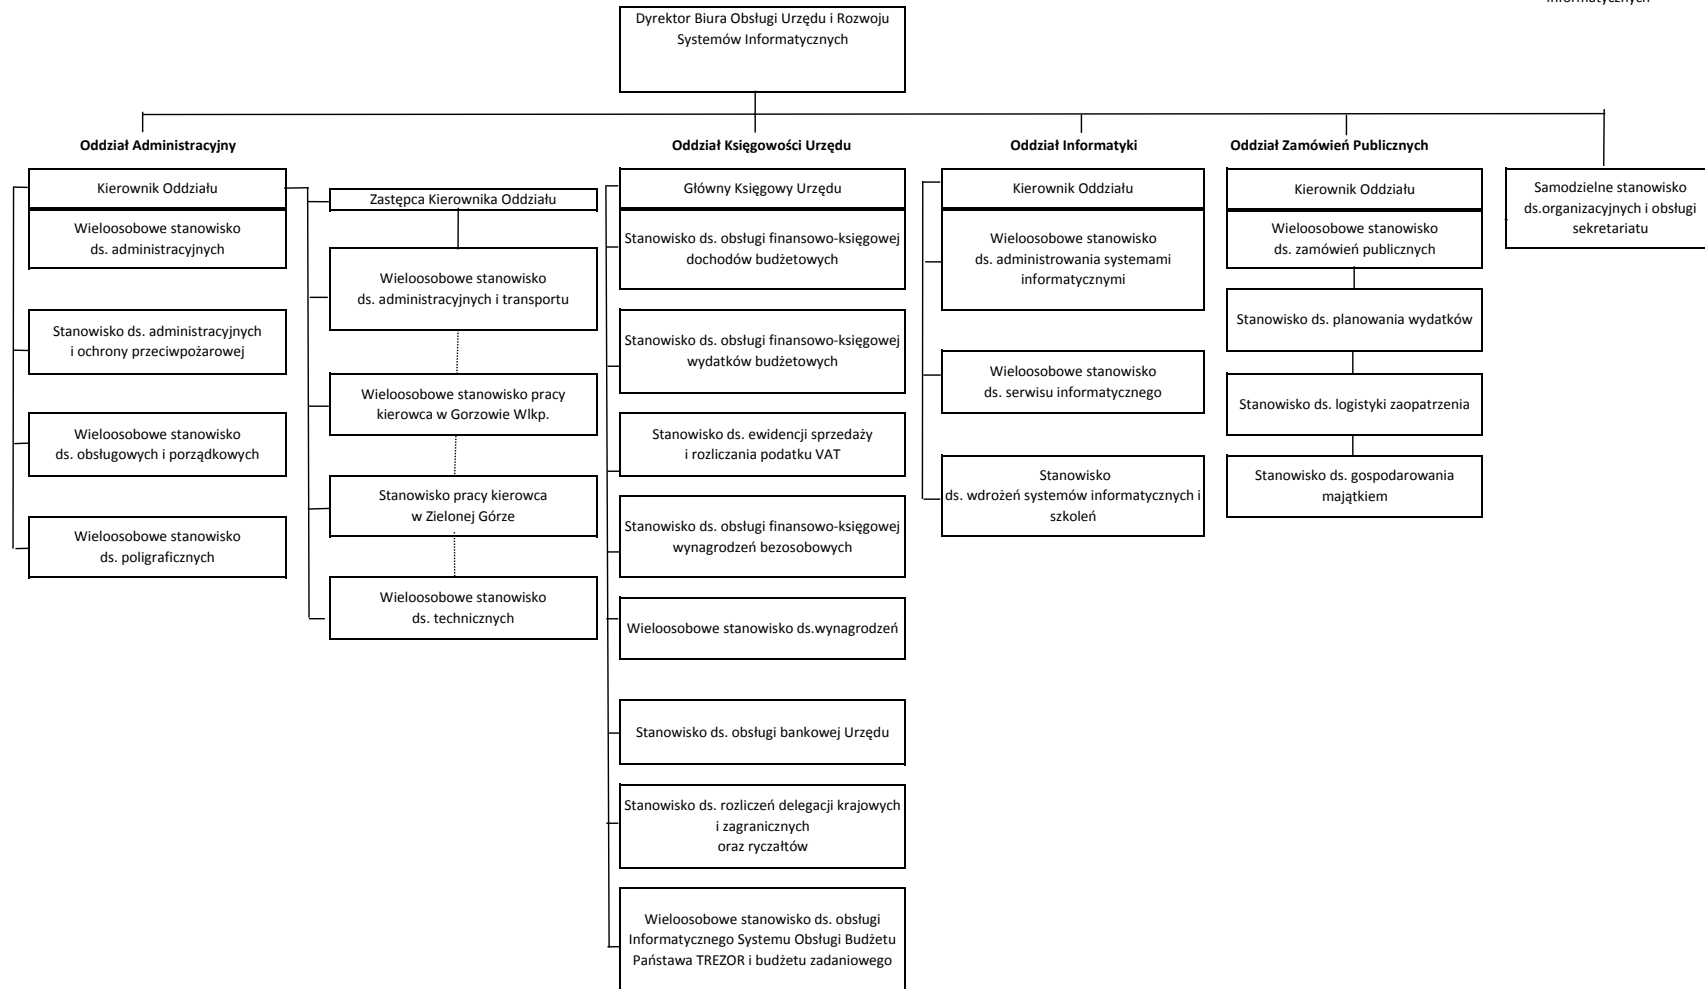 informatycznych
Dyrektor Biura Obsługi Urzędu i Rozwoju
Systemów Informatycznych
Oddział Administracyjny
Kierownik Oddziału
Wieloosobowe stanowisko
ds. administracyjnych
Stanowisko ds. administracyjnych
i ochrony przeciwpożarowej
Wieloosobowe stanowisko
ds. obsługowych i porządkowych
Wieloosobowe stanowisko
ds. poligraficznych
Zastępca Kierownika Oddziału
Wieloosobowe stanowisko
ds. administracyjnych i transportu
Wieloosobowe stanowisko pracy
kierowca w Gorzowie Wlkp.
Stanowisko pracy kierowca
w Zielonej Górze
Wieloosobowe stanowisko
ds. technicznych
Oddział Księgowości Urzędu
Główny Księgowy Urzędu
Stanowisko ds. obsługi finansowo-księgowej
dochodów budżetowych
Stanowisko ds. obsługi finansowo-księgowej
wydatków budżetowych
Stanowisko ds. ewidencji sprzedaży
i rozliczania podatku VAT
Stanowisko ds. obsługi finansowo-księgowej
wynagrodzeń bezosobowych
Wieloosobowe stanowisko ds.wynagrodzeń
Stanowisko ds. obsługi bankowej Urzędu
Stanowisko ds. rozliczeń delegacji krajowych
i zagranicznych
oraz ryczałtów
Wieloosobowe stanowisko ds. obsługi
Informatycznego Systemu Obsługi Budżetu
Państawa TREZOR i budżetu zadaniowego
Oddział Informatyki
Kierownik Oddziału
Wieloosobowe stanowisko
ds. administrowania systemami
informatycznymi
Wieloosobowe stanowisko
ds. serwisu informatycznego
Stanowisko
ds. wdrożeń systemów informatycznych i
szkoleń
Oddział Zamówień Publicznych
Kierownik Oddziału
Wieloosobowe stanowisko
ds. zamówień publicznych
Stanowisko ds. planowania wydatków
Stanowisko ds. logistyki zaopatrzenia
Stanowisko ds. gospodarowania
majątkiem
Samodzielne stanowisko
ds.organizacyjnych i obsługi
sekretariatu